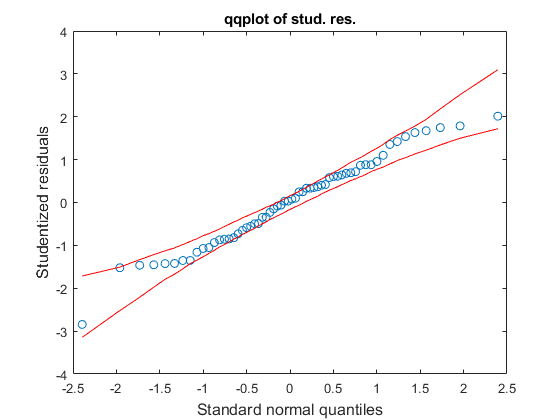 qqplot of stud. res.
Studentized residuals
4
3
2
1
0
-1
-2
-3
-4
-2.5 -2 -1.5 -1 -0.5 0 0.5 1 1.5 2 2.5
Standard normal quantiles